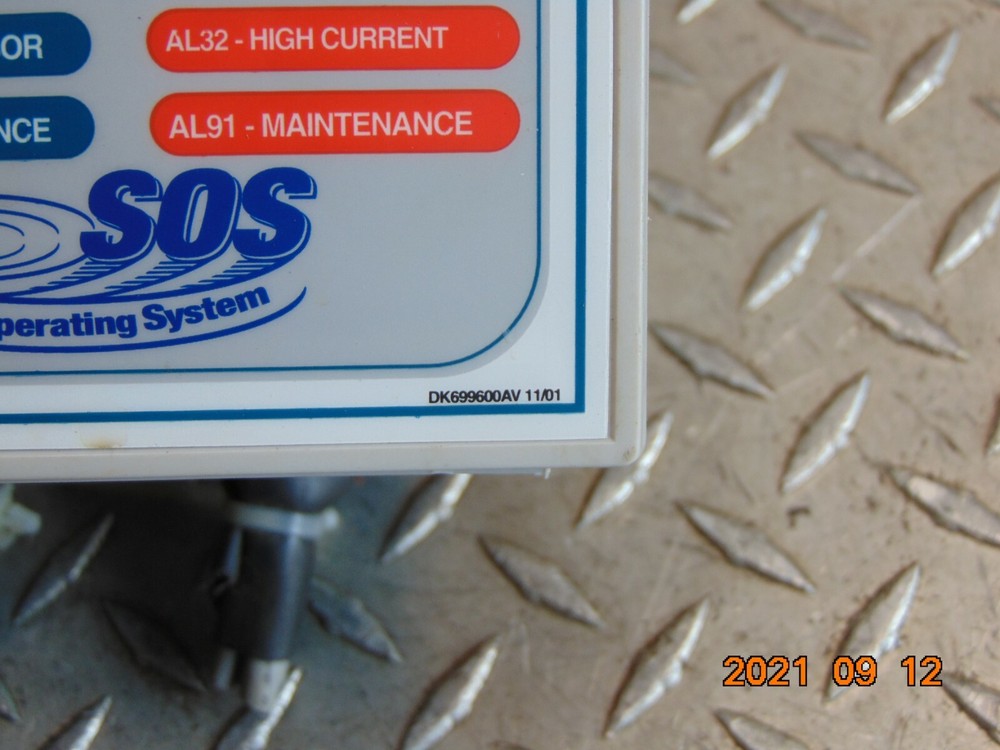 OR
AL32 - HIGH CURRENT
NCE
AL91 - MAINTENANCE
SOS
perating System
DK699600AV 11/01
2021 09 12